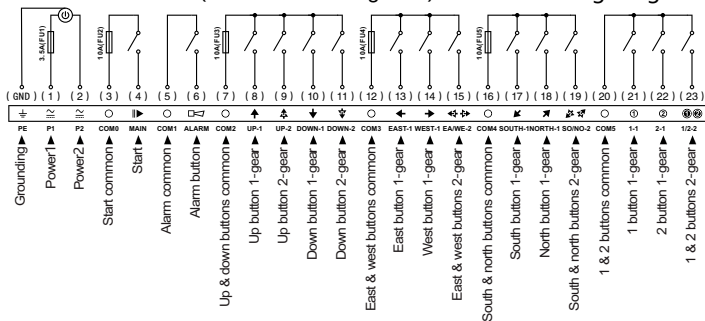 3.5A(FU1)
10A(FU2)
10A(FU3)
10A(FU4)
10A(FU5)
(GND) (1) (2) (3) (4) (5) (6) (7) (8) (9) (10) (11) (12) (13) (14) (15) (16) (17) (18) (19) (20) (21) (22) (23)
① ② ①②
PE P1 P2 COM0 MAIN COM1 ALARM COM2 UP-1 UP-2 DOWN-1 DOWN-2 COM3 EAST-1 WEST-1 EA/WE-2 COM4 SOUTH-1 NORTH-1 SO/NO-2 COM5 1-1 2-1 1/2-2
Grounding
Power1
Power2
Start common
Start
Alarm common
Alarm button
Up & down buttons common
Up button 1-gear
Up button 2-gear
Down button 1-gear
Down button 2-gear
East & west buttons common
East button 1-gear
West button 1-gear
East & west buttons 2-gear
South & north buttons common
South button 1-gear
North button 1-gear
South & north buttons 2-gear
1 & 2 buttons common
1 button 1-gear
2 button 1-gear
1 & 2 buttons 2-gear